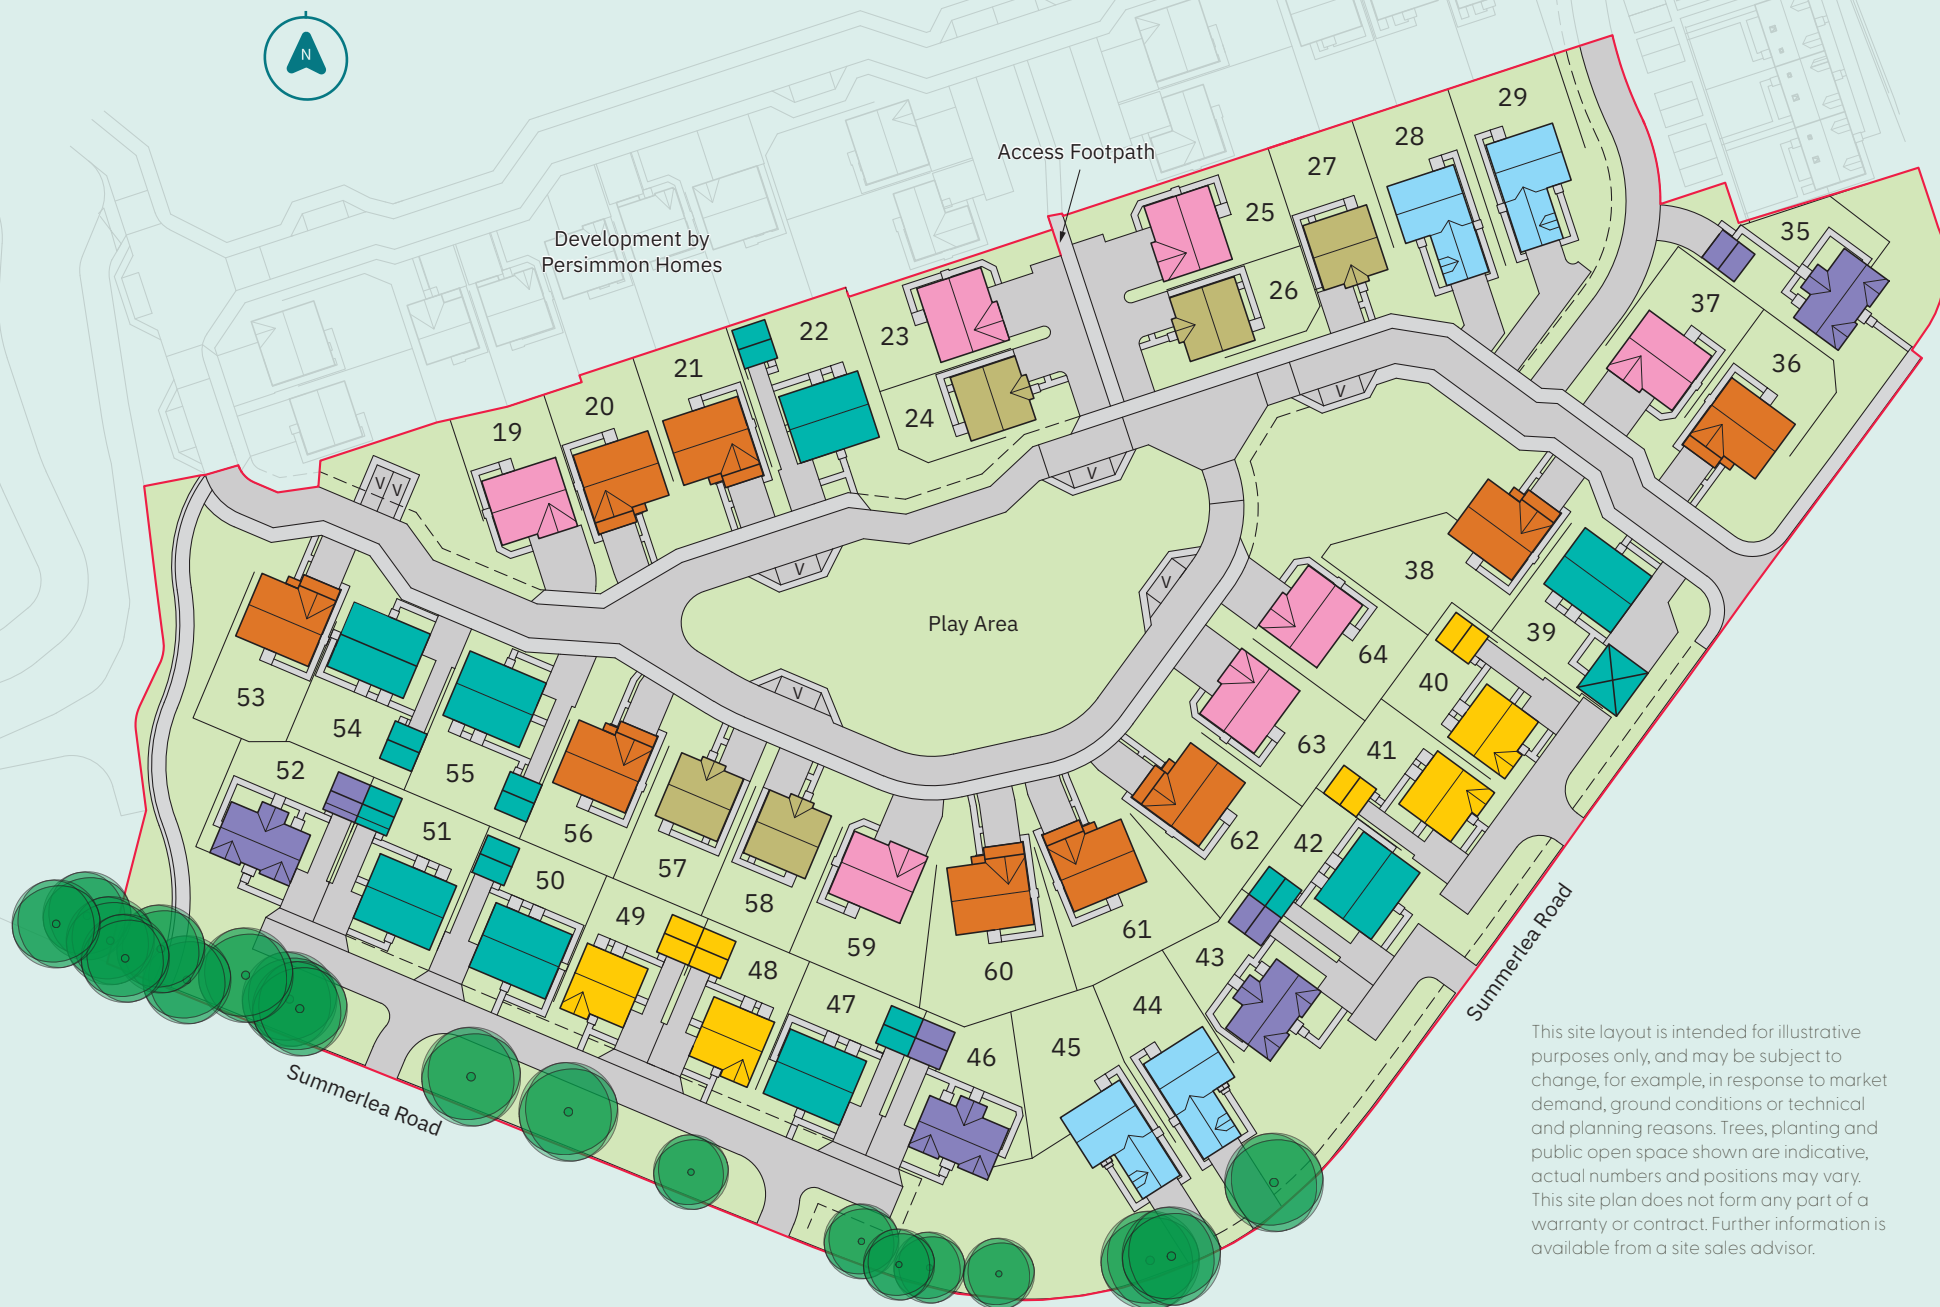 N
29
28
Access Footpath
27
25
35
Development by
Persimmon Homes
26
37
22
23
21
36
20
24
V
19
V
V V
V
38
V
Play Area
39
64
40
53
V
54
63
41
52
55
51
56
62
42
57
50
58
49
61
59
43
48
60
47
44
45
46
Summerlea Road
Summerlea Road
This site layout is intended for illustrative
purposes only, and may be subject to
change, for example, in response to market
demand, ground conditions or technical
and planning reasons. Trees, planting and
public open space shown are indicative,
actual numbers and positions may vary.
This site plan does not form any part of a
warranty or contract. Further information is
available from a site sales advisor.